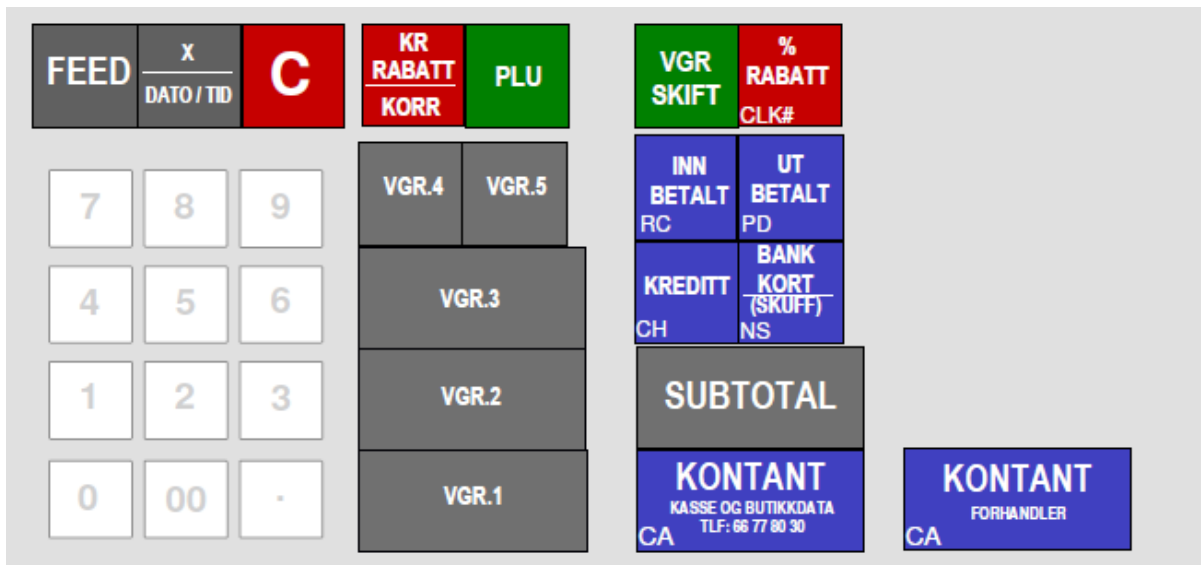 FEED
X
DATO / TID
C
KR
RABATT
KORR
PLU
VGR
SKIFT
%
RABATT
CLK#
7
8
9
VGR.4
VGR.5
INN
BETALT
RC
UT
BETALT
PD
4
5
6
VGR.3
KREDITT
CH
BANK
KORT
(SKUFF)
NS
1
2
3
VGR.2
SUBTOTAL
0
00
.
VGR.1
KONTANT
KASSE OG BUTIKKDATA
TLF: 66 77 80 30
CA
KONTANT
FORHANDLER
CA